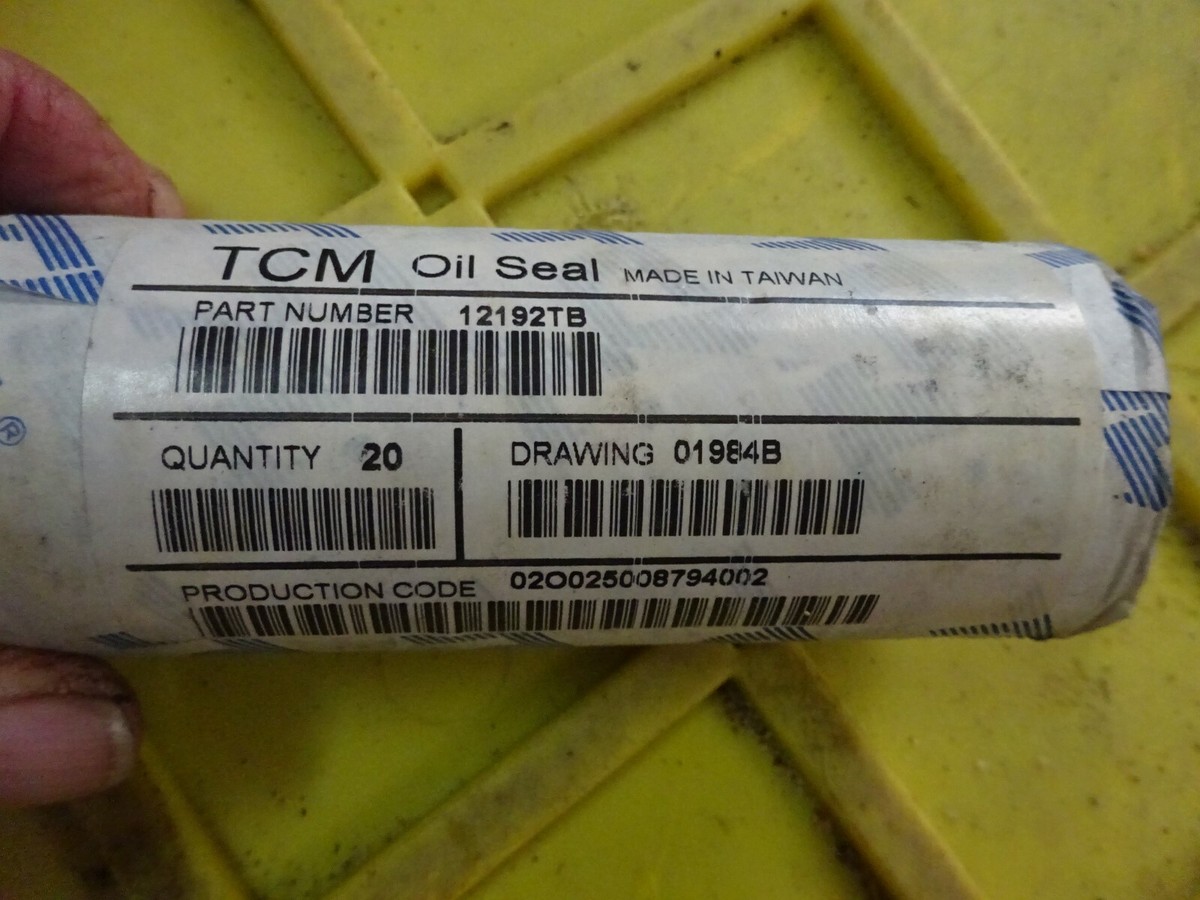 TCM Oil Seal MADE IN TAIWAN
PART NUMBER 12192TB
QUANTITY 20
DRAWING 01984B
PRODUCTION CODE 02O025008794002
®